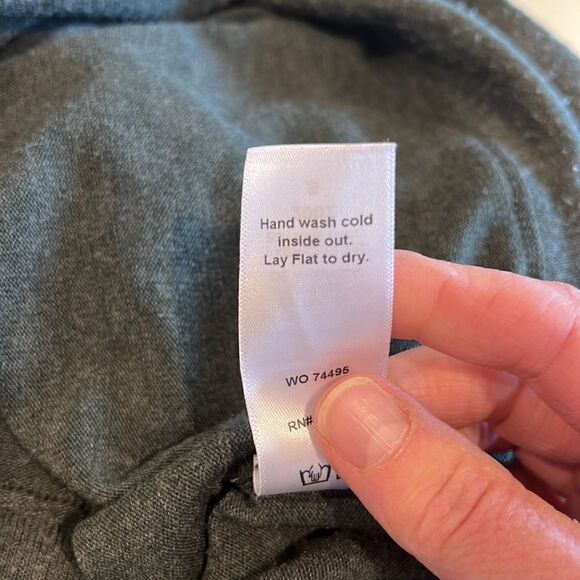 Hand wash cold
inside out.
Lay Flat to dry.
WO 74495
RN#